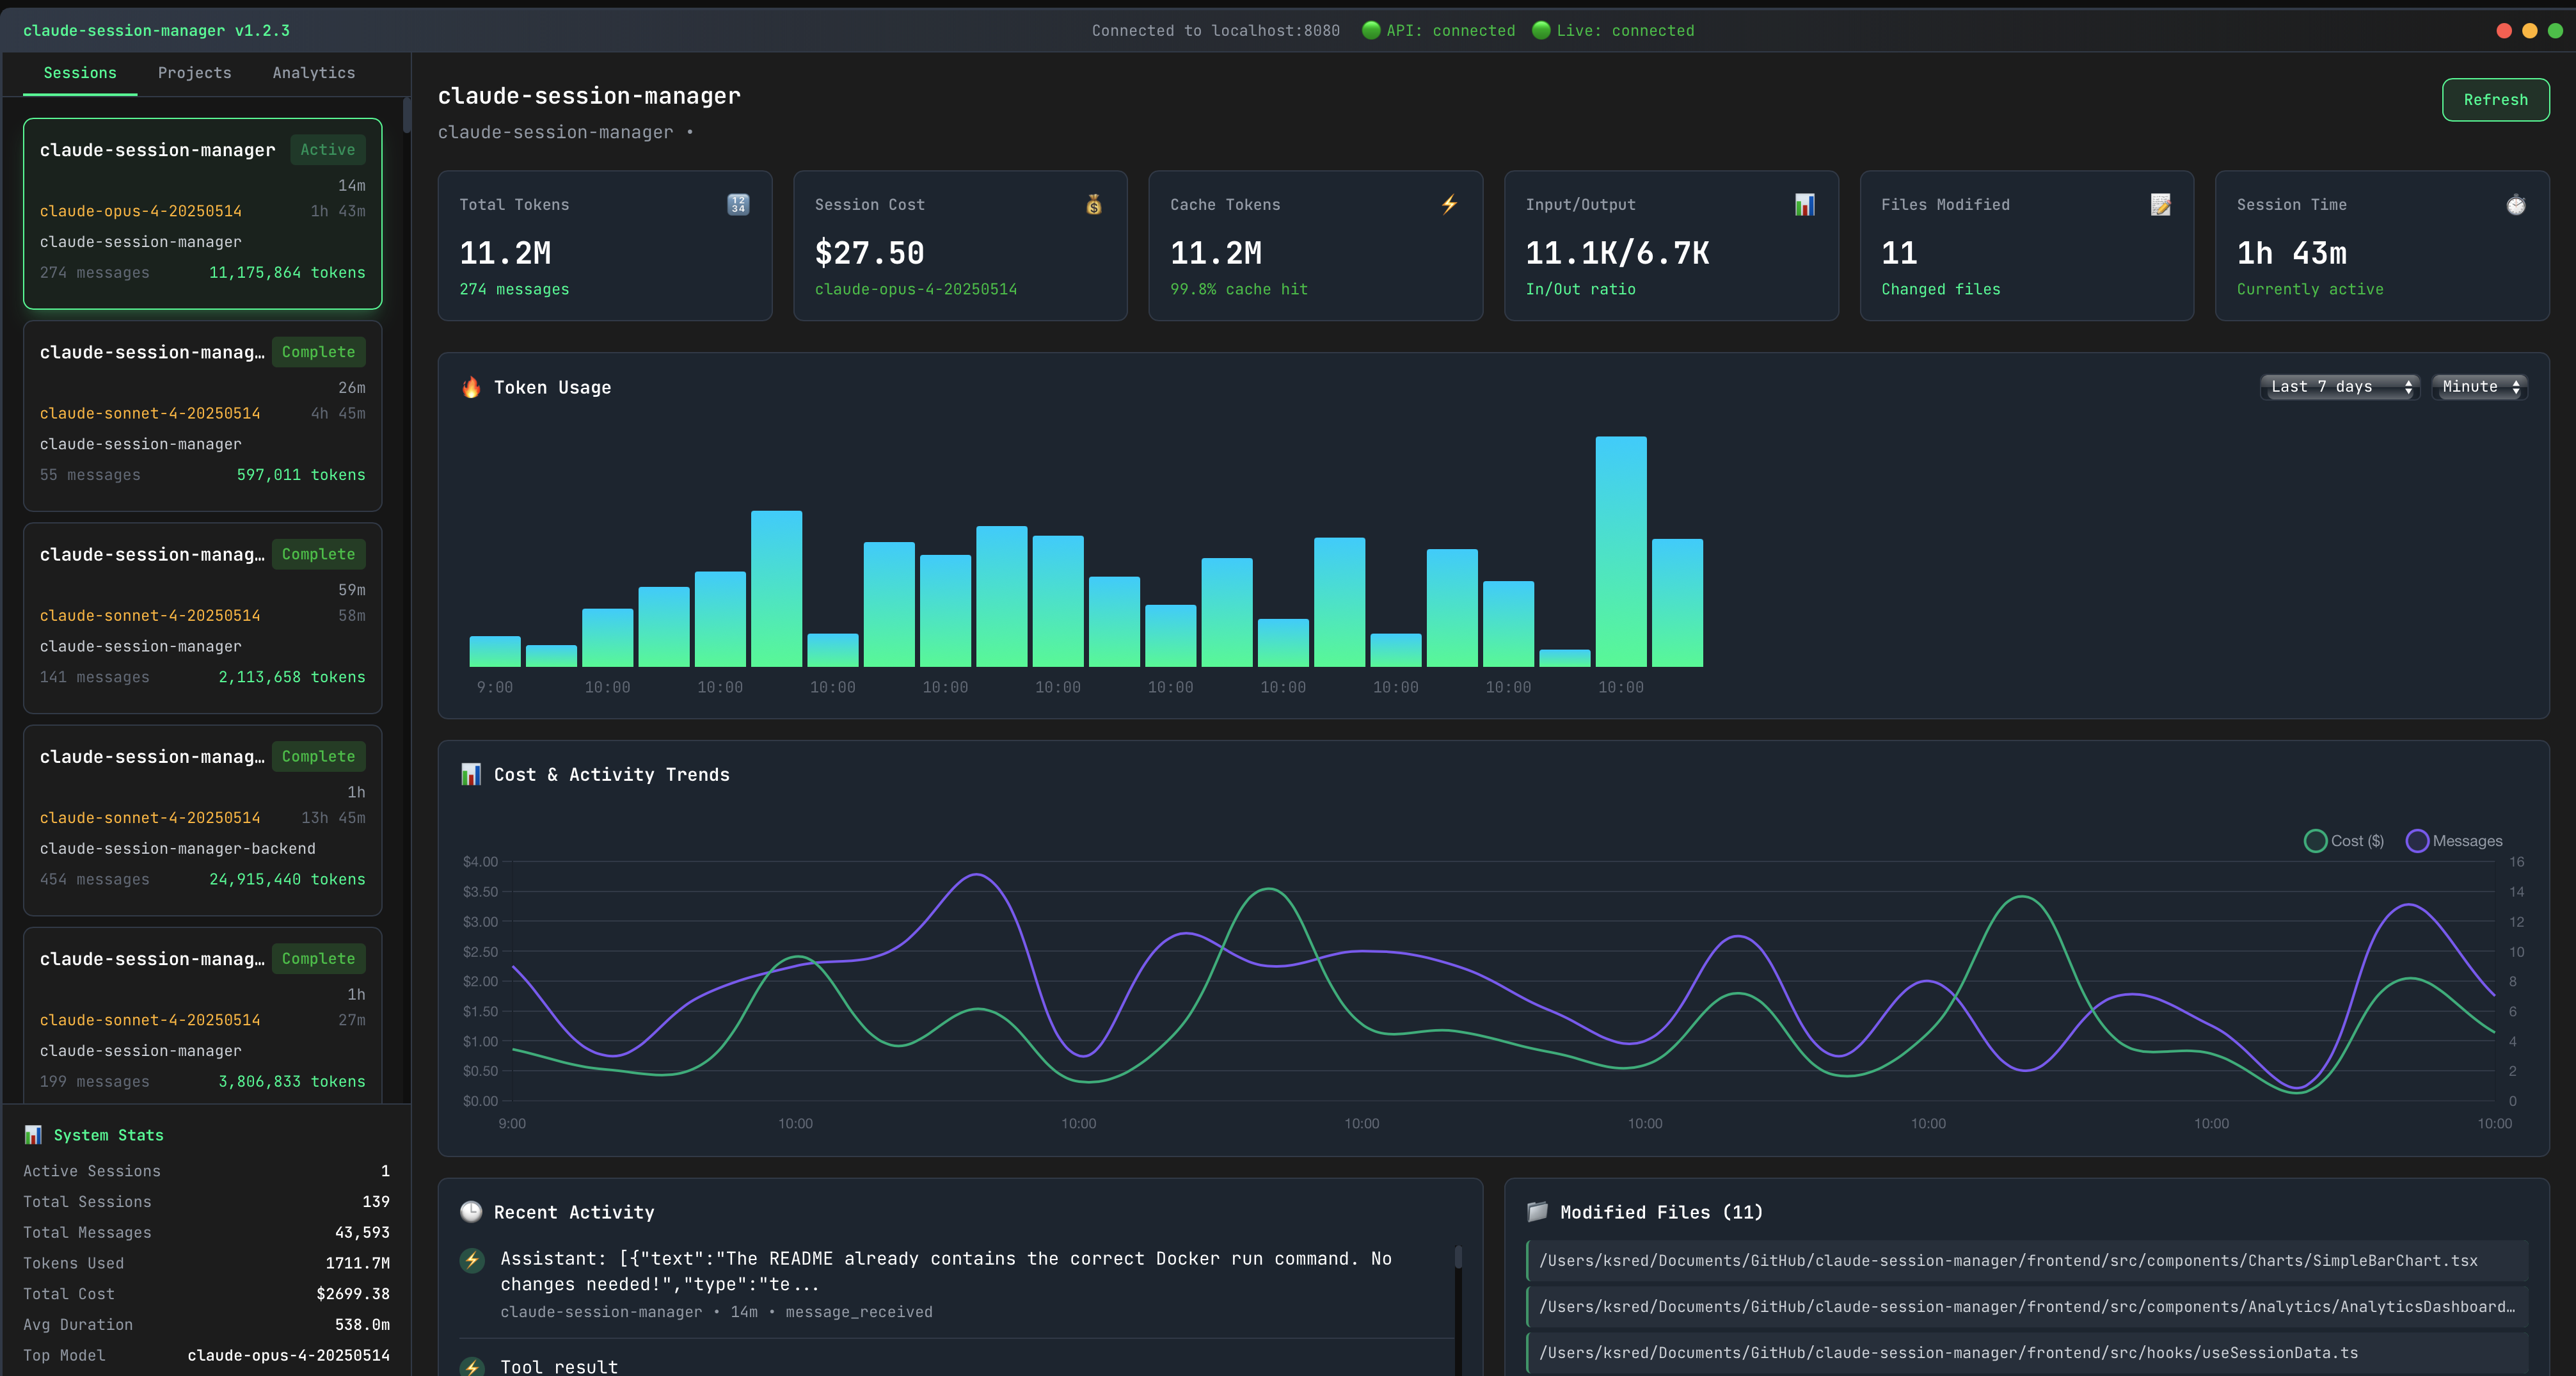 claude-session-manager v1.2.3
Connected to localhost:8080 API: connected Live: connected
Sessions Projects Analytics
claude-session-manager Active
14m
claude-opus-4-20250514 1h 43m
claude-session-manager
274 messages 11,175,864 tokens
claude-session-manag… Complete
26m
claude-sonnet-4-20250514 4h 45m
claude-session-manager
55 messages 597,011 tokens
claude-session-manag… Complete
59m
claude-sonnet-4-20250514 58m
claude-session-manager
141 messages 2,113,658 tokens
claude-session-manag… Complete
1h
claude-sonnet-4-20250514 13h 45m
claude-session-manager-backend
454 messages 24,915,440 tokens
claude-session-manag… Complete
1h
claude-sonnet-4-20250514 27m
claude-session-manager
199 messages 3,806,833 tokens
System Stats
Active Sessions 1
Total Sessions 139
Total Messages 43,593
Tokens Used 1711.7M
Total Cost $2699.38
Avg Duration 538.0m
Top Model claude-opus-4-20250514
claude-session-manager
claude-session-manager •
Refresh
Total Tokens
11.2M
274 messages
Session Cost
$27.50
claude-opus-4-20250514
Cache Tokens
11.2M
99.8% cache hit
Input/Output
11.1K/6.7K
In/Out ratio
Files Modified
11
Changed files
Session Time
1h 43m
Currently active
Token Usage
Last 7 days Minute
9:00 10:00 10:00 10:00 10:00 10:00 10:00 10:00 10:00 10:00 10:00
Cost & Activity Trends
Cost ($) Messages
$4.00 16
$3.50 14
$3.00 12
$2.50 10
$2.00 8
$1.50 6
$1.00 4
$0.50 2
$0.00 0
9:00 10:00 10:00 10:00 10:00 10:00 10:00 10:00
Recent Activity
Assistant: [{"text":"The README already contains the correct Docker run command. No
changes needed!","type":"te...
claude-session-manager • 14m • message_received
Tool result
Modified Files (11)
/Users/ksred/Documents/GitHub/claude-session-manager/frontend/src/components/Charts/SimpleBarChart.tsx
/Users/ksred/Documents/GitHub/claude-session-manager/frontend/src/components/Analytics/AnalyticsDashboard…
/Users/ksred/Documents/GitHub/claude-session-manager/frontend/src/hooks/useSessionData.ts